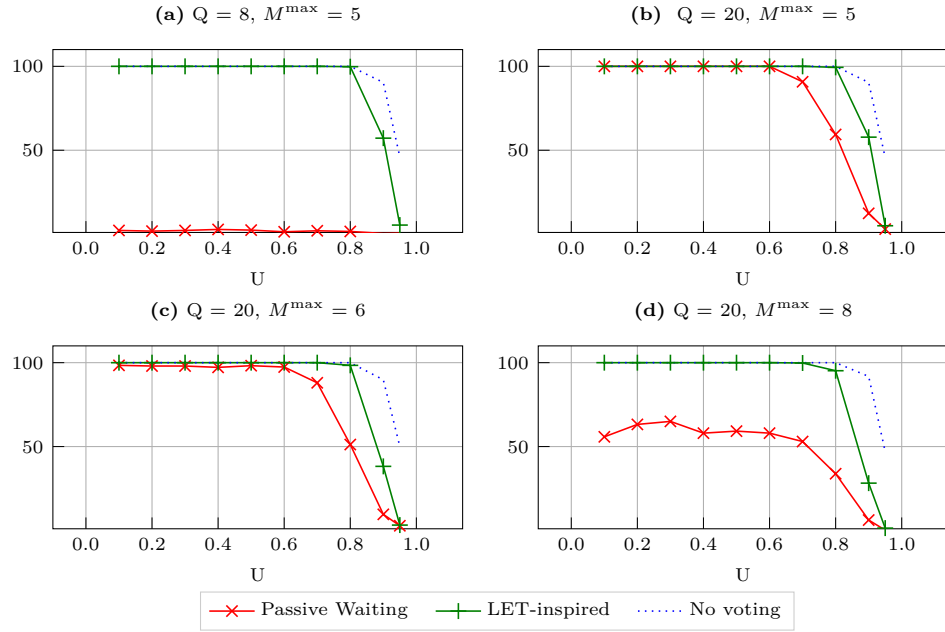 (a) Q = 8, M^max = 5
(b) Q = 20, M^max = 5
100
50
0.0 0.2 0.4 0.6 0.8 1.0
U
100
50
0.0 0.2 0.4 0.6 0.8 1.0
U
(c) Q = 20, M^max = 6
(d) Q = 20, M^max = 8
100
50
0.0 0.2 0.4 0.6 0.8 1.0
U
100
50
0.0 0.2 0.4 0.6 0.8 1.0
U
Passive Waiting LET-inspired No voting